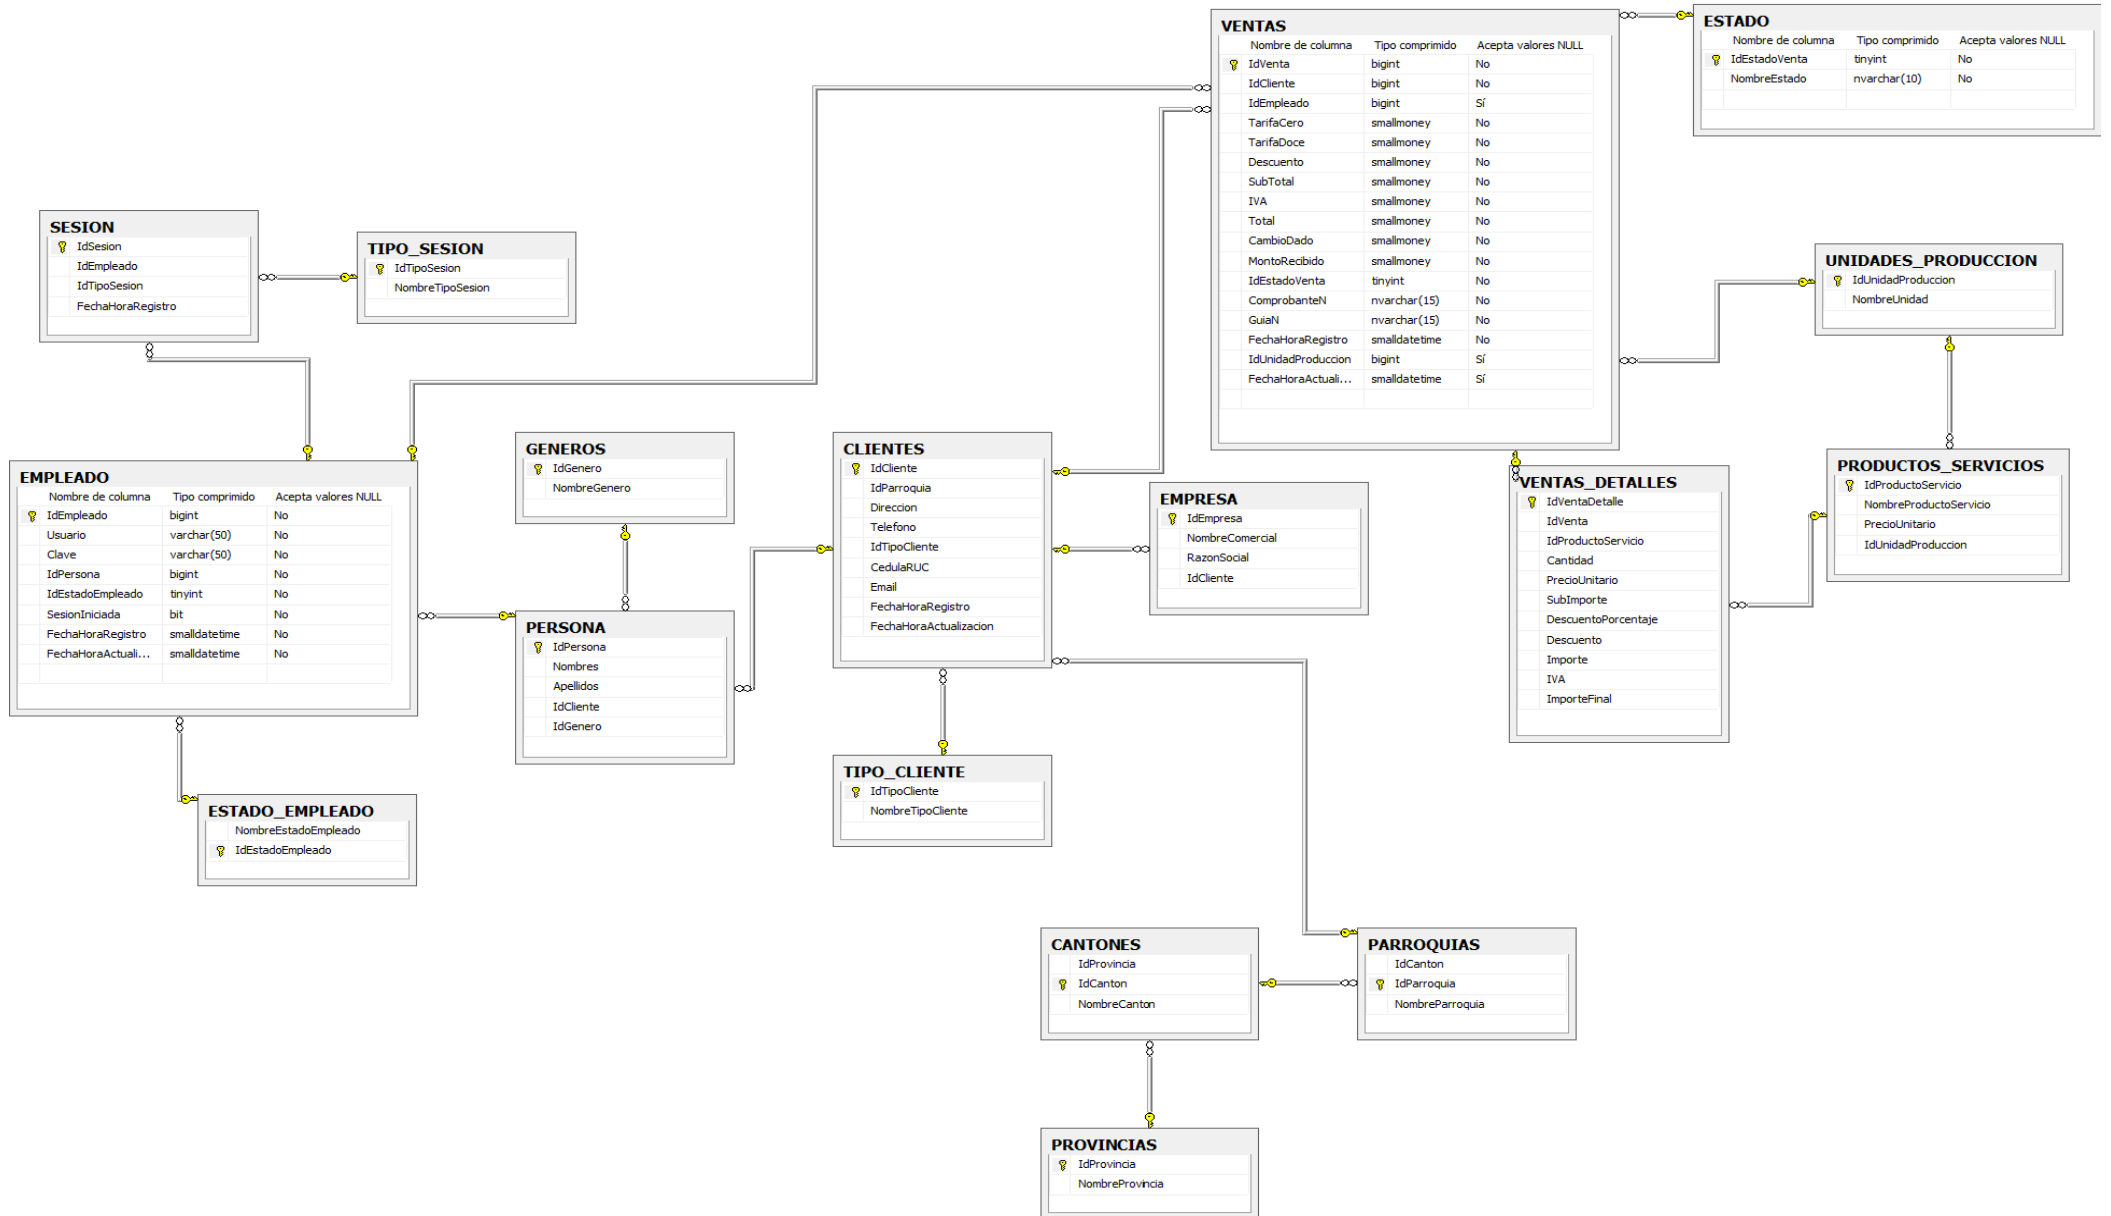 VENTAS
Nombre de columna Tipo comprimido Acepta valores NULL
IdVenta bigint No
IdCliente bigint No
IdEmpleado bigint Sí
TarifaCero smallmoney No
TarifaDoce smallmoney No
Descuento smallmoney No
SubTotal smallmoney No
IVA smallmoney No
Total smallmoney No
CambioDado smallmoney No
MontoRecibido smallmoney No
IdEstadoVenta tinyint No
ComprobanteN nvarchar(15) No
GuiaN nvarchar(15) No
FechaHoraRegistro smalldatetime No
IdUnidadProduccion bigint Sí
FechaHoraActuali... smalldatetime Sí
ESTADO
Nombre de columna Tipo comprimido Acepta valores NULL
IdEstadoVenta tinyint No
NombreEstado nvarchar(10) No
SESION
IdSesion
IdEmpleado
IdTipoSesion
FechaHoraRegistro
TIPO_SESION
IdTipoSesion
NombreTipoSesion
UNIDADES_PRODUCCION
IdUnidadProduccion
NombreUnidad
EMPLEADO
Nombre de columna Tipo comprimido Acepta valores NULL
IdEmpleado bigint No
Usuario varchar(50) No
Clave varchar(50) No
IdPersona bigint No
IdEstadoEmpleado tinyint No
SesionIniciada bit No
FechaHoraRegistro smalldatetime No
FechaHoraActuali... smalldatetime No
GENEROS
IdGenero
NombreGenero
CLIENTES
IdCliente
IdParroquia
Direccion
Telefono
IdTipoCliente
CedulaRUC
Email
FechaHoraRegistro
FechaHoraActualizacion
EMPRESA
IdEmpresa
NombreComercial
RazonSocial
IdCliente
VENTAS_DETALLES
IdVentaDetalle
IdVenta
IdProductoServicio
Cantidad
PrecioUnitario
SubImporte
DescuentoPorcentaje
Descuento
Importe
IVA
ImporteFinal
PRODUCTOS_SERVICIOS
IdProductoServicio
NombreProductoServicio
PrecioUnitario
IdUnidadProduccion
PERSONA
IdPersona
Nombres
Apellidos
IdCliente
IdGenero
TIPO_CLIENTE
IdTipoCliente
NombreTipoCliente
ESTADO_EMPLEADO
NombreEstadoEmpleado
IdEstadoEmpleado
CANTONES
IdProvincia
IdCanton
NombreCanton
PARROQUIAS
IdCanton
IdParroquia
NombreParroquia
PROVINCIAS
IdProvincia
NombreProvincia